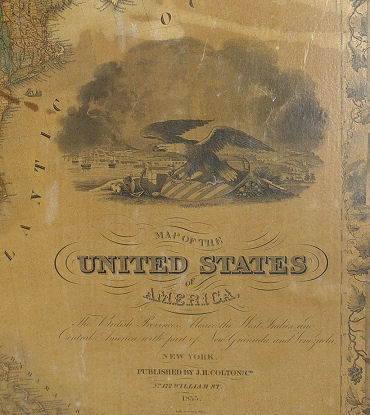 O
LANTIC
MAP OF THE
UNITED STATES
OF
AMERICA.
The British Provinces, Mexico, the West Indies and
Central America, with part of New Granada and Venezuela
NEW YORK.
PUBLISHED BY J.H. COLTON & Co.
No. 172 WILLIAM ST.
1855.